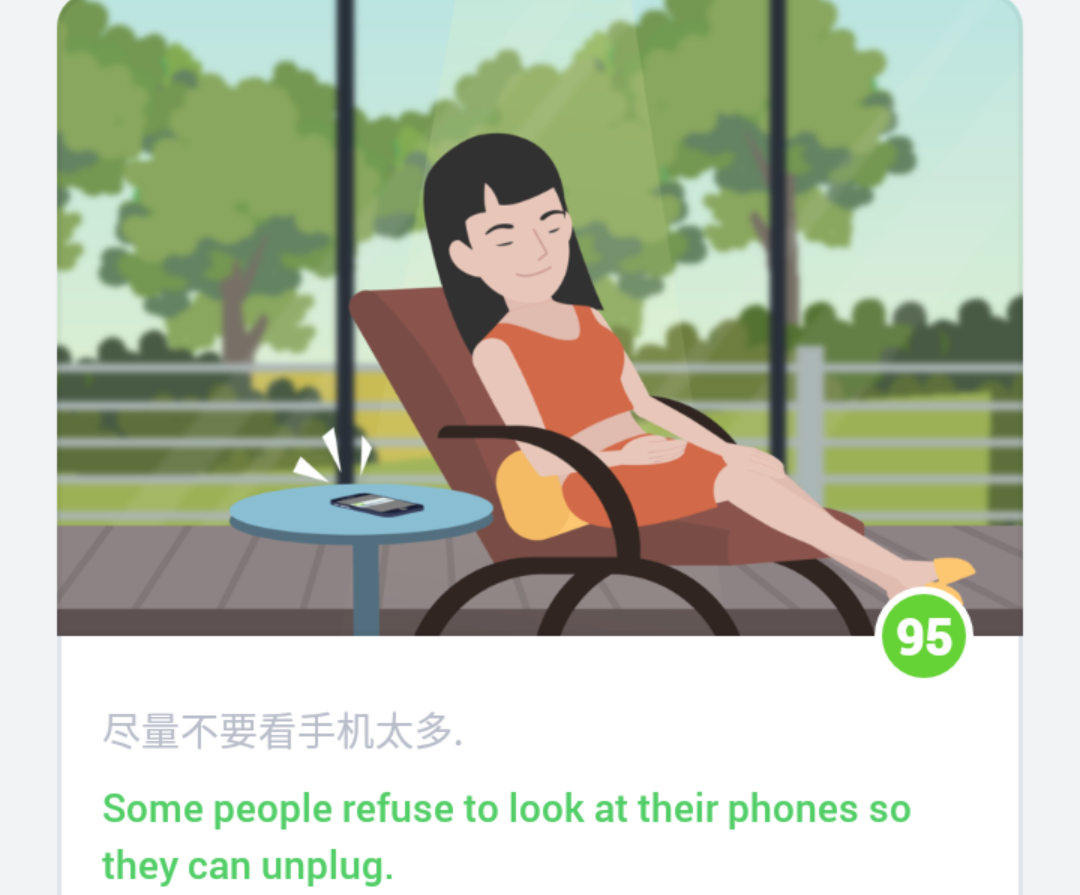 95
尽量不要看手机太多.
Some people refuse to look at their phones so
they can unplug.